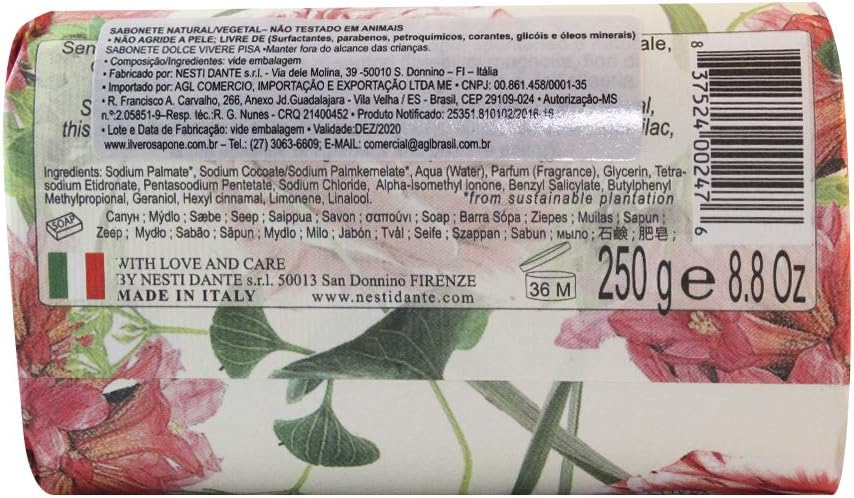 SABONETE NATURAL/VEGETAL– NÃO TESTADO EM ANIMAIS
• NÃO AGRIDE A PELE; LIVRE DE (Surfactantes, parabenos, petroquímicos, corantes, glicóis e óleos minerais)
SABONETE DOLCE VIVERE PISA •Manter fora do alcance das crianças.
• Composição/Ingredientes: vide embalagem
• Fabricado por: NESTI DANTE s.r.l. - Via dele Molina, 39 -50010 S. Donnino – FI – Itália
• Importado por: AGL COMERCIO, IMPORTAÇÃO E EXPORTAÇÃO LTDA ME • CNPJ: 00.861.458/0001-35
• R. Francisco A. Carvalho, 266, Anexo Jd.Guadalajara - Vila Velha / ES - Brasil, CEP 29109-024 • Autorização-MS
n.º:2.05851-9–Resp. téc.:R. G. Nunes - CRQ 21400452 • Produto Notificado: 25351.810102/2016-
• Lote e Data de Fabricação: vide embalagem • Validade:DEZ/2020
www.ilverosapone.com.br – Tel.: (27) 3063-6609; E-MAIL: comercial@aglbrasil.com.br
this
lilac,
Ingredients: Sodium Palmate*, Sodium Cocoate/Sodium Palmkernelate*, Aqua (Water), Parfum (Fragrance), Glycerin, Tetra-
sodium Etidronate, Pentasodium Pentetate, Sodium Chloride, Alpha-Isomethyl Ionone, Benzyl Salicylate, Butylphenyl
Methylpropional, Geraniol, Hexyl cinnamal, Limonene, Linalool. *from sustainable plantation
SOAP
Сапун ; Mýdlo ; Sæbe ; Seep ; Saippua ; Savon ; σαπούνι ; Soap ; Barra Sópa ; Ziepes ; Muilas ; Sapun ;
Zeep ; Mydło ; Sabão ; Săpun ; Mydlo ; Milo ; Jabón ; Tvål ; Seife ; Szappan ; Sabun ; мыло ; 石鹸 ; 肥皂 ;
WITH LOVE AND CARE
BY NESTI DANTE s.r.l. 50013 San Donnino FIRENZE
MADE IN ITALY www.nestidante.com
36 M
250 g e 8.8 Oz
8 37524 00247 6